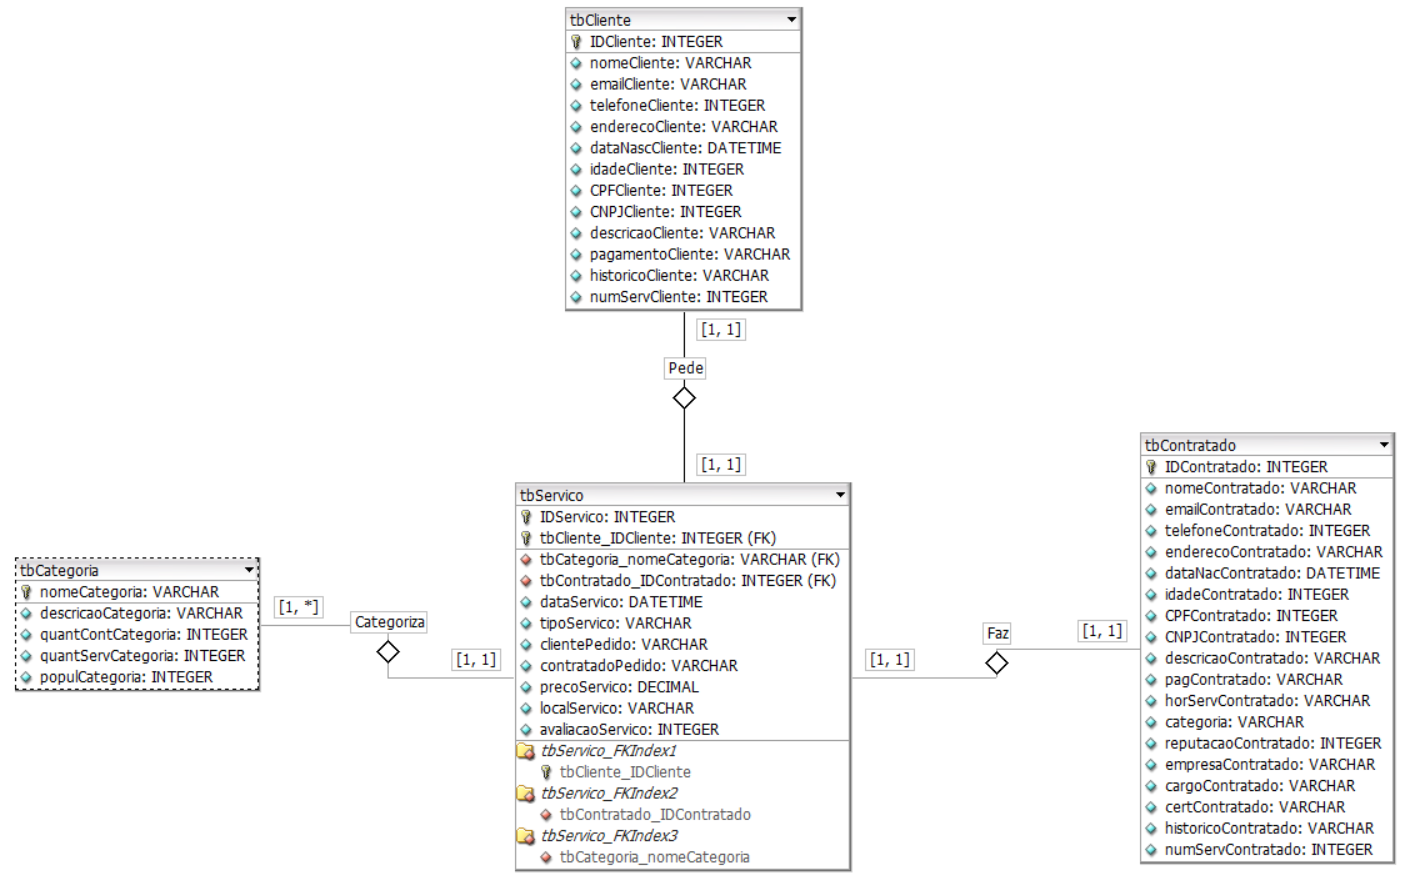 tbCliente
IDCliente: INTEGER
nomeCliente: VARCHAR
emailCliente: VARCHAR
telefoneCliente: INTEGER
enderecoCliente: VARCHAR
dataNascCliente: DATETIME
idadeCliente: INTEGER
CPFCliente: INTEGER
CNPJCliente: INTEGER
descricaoCliente: VARCHAR
pagamentoCliente: VARCHAR
historicoCliente: VARCHAR
numServCliente: INTEGER
[1, 1]
Pede
[1, 1]
tbServico
IDServico: INTEGER
tbCliente_IDCliente: INTEGER (FK)
tbCategoria_nomeCategoria: VARCHAR (FK)
tbContratado_IDContratado: INTEGER (FK)
dataServico: DATETIME
tipoServico: VARCHAR
clientePedido: VARCHAR
contratadoPedido: VARCHAR
precoServico: DECIMAL
localServico: VARCHAR
avaliacaoServico: INTEGER
tbServico_FKIndex1
tbCliente_IDCliente
tbServico_FKIndex2
tbContratado_IDContratado
tbServico_FKIndex3
tbCategoria_nomeCategoria
tbCategoria
nomeCategoria: VARCHAR
descricaoCategoria: VARCHAR
quantContCategoria: INTEGER
quantServCategoria: INTEGER
populCategoria: INTEGER
[1, *]
Categoriza
[1, 1]
[1, 1]
Faz
[1, 1]
tbContratado
IDContratado: INTEGER
nomeContratado: VARCHAR
emailContratado: VARCHAR
telefoneContratado: INTEGER
enderecoContratado: VARCHAR
dataNacContratado: DATETIME
idadeContratado: INTEGER
CPFContratado: INTEGER
CNPJContratado: INTEGER
descricaoContratado: VARCHAR
pagContratado: VARCHAR
horServContratado: VARCHAR
categoria: VARCHAR
reputacaoContratado: INTEGER
empresaContratado: VARCHAR
cargoContratado: VARCHAR
certContratado: VARCHAR
historicoContratado: VARCHAR
numServContratado: INTEGER